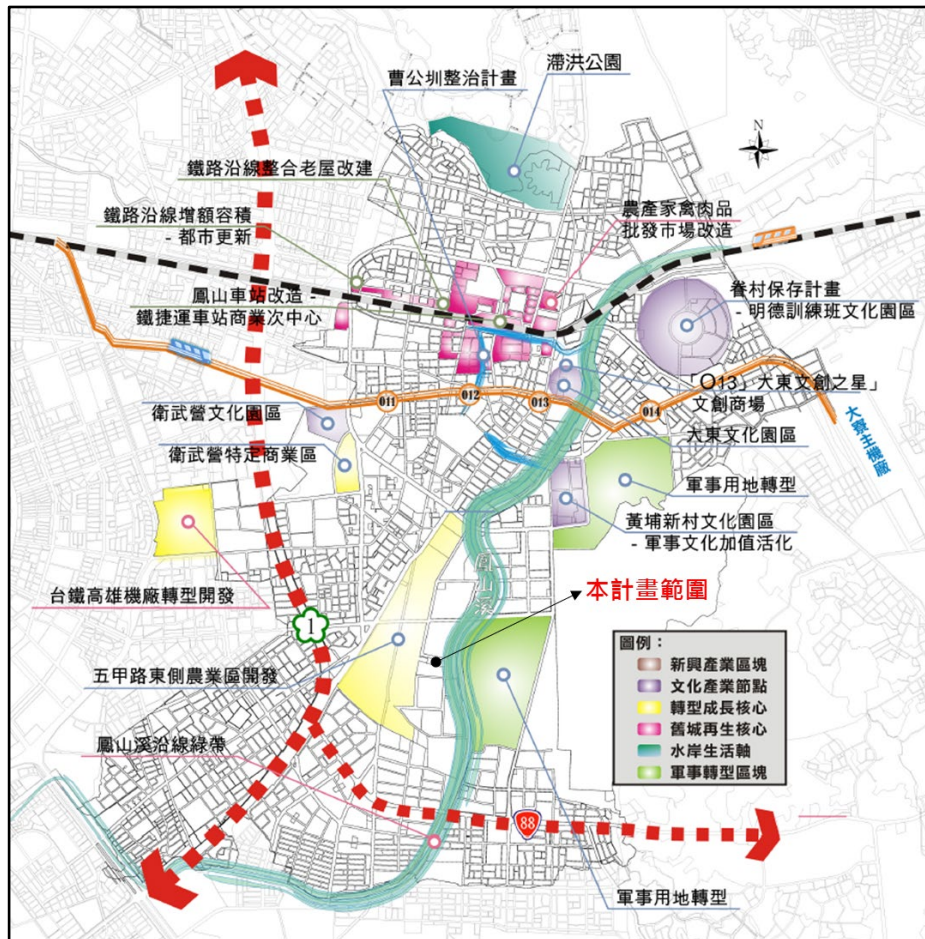 滯洪公園
曹公圳整治計畫
N
鐵路沿線整合老屋改建
農產家禽肉品
批發市場改造
鐵路沿線增額容積
- 都市更新
眷村保存計畫
- 明德訓練班文化園區
鳳山車站改造 -
鐵捷運車站商業次中心
「O13」大東文創之星」
文創商場
011
012
013
014
衛武營文化園區
大東文化園區
大寮主機廠
衛武營特定商業區
軍事用地轉型
黃埔新村文化園區
- 軍事文化加值活化
鳳山溪
本計畫範圍
台鐵高雄機廠轉型開發
1
圖例：
新興產業區塊
文化產業節點
轉型成長核心
舊城再生核心
水岸生活軸
軍事轉型區塊
五甲路東側農業區開發
鳳山溪沿線綠帶
88
軍事用地轉型